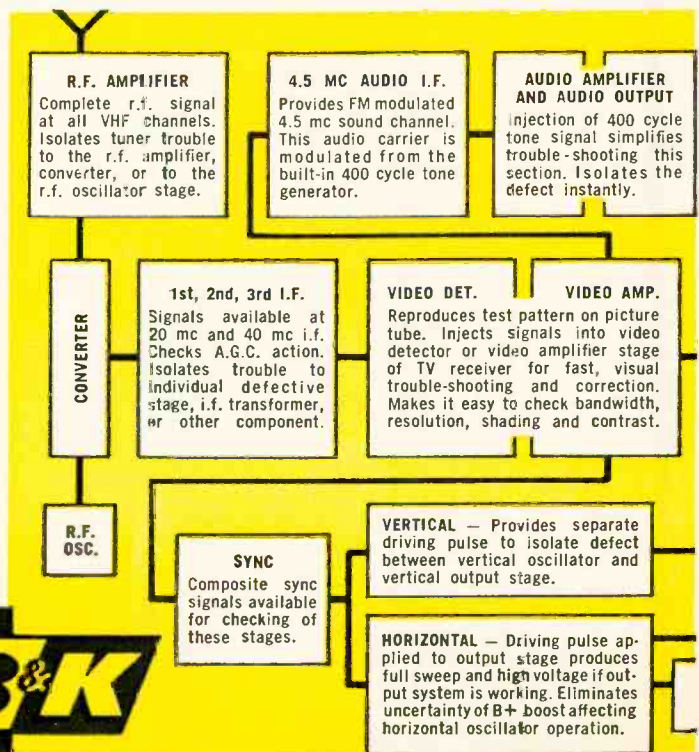 R.F. AMPLIFIER
Complete r.f. signal
at all VHF channels.
Isolates tuner trouble
to the r.f. amplifier,
converter, or to the
r.f. oscillator stage.
4.5 MC AUDIO I.F.
Provides FM modulated
4.5 mc sound channel.
This audio carrier is
modulated from the
built-in 400 cycle tone
generator.
AUDIO AMPLIFIER
AND AUDIO OUTPUT
Injection of 400 cycle
tone signal simplifies
trouble-shooting this
section. Isolates the
defect instantly.
CONVERTER
1st, 2nd, 3rd I.F.
Signals available at
20 mc and 40 mc i.f.
Checks A.G.C. action.
Isolates trouble to
individual defective
stage, i.f. transformer,
or other component.
VIDEO DET. VIDEO AMP.
Reproduces test pattern on picture
tube. Injects signals into video
detector or video amplifier stage
of TV receiver for fast, visual
trouble-shooting and correction.
Makes it easy to check bandwidth,
resolution, shading and contrast.
R.F.
OSC.
SYNC
Composite sync
signals available
for checking of
these stages.
VERTICAL — Provides separate
driving pulse to isolate defect
between vertical oscillator and
vertical output stage.
HORIZONTAL — Driving pulse ap-
plied to output stage produces
full sweep and high voltage if out-
put system is working. Eliminates
uncertainty of B+ boost affecting
horizontal oscillator operation.
B&K